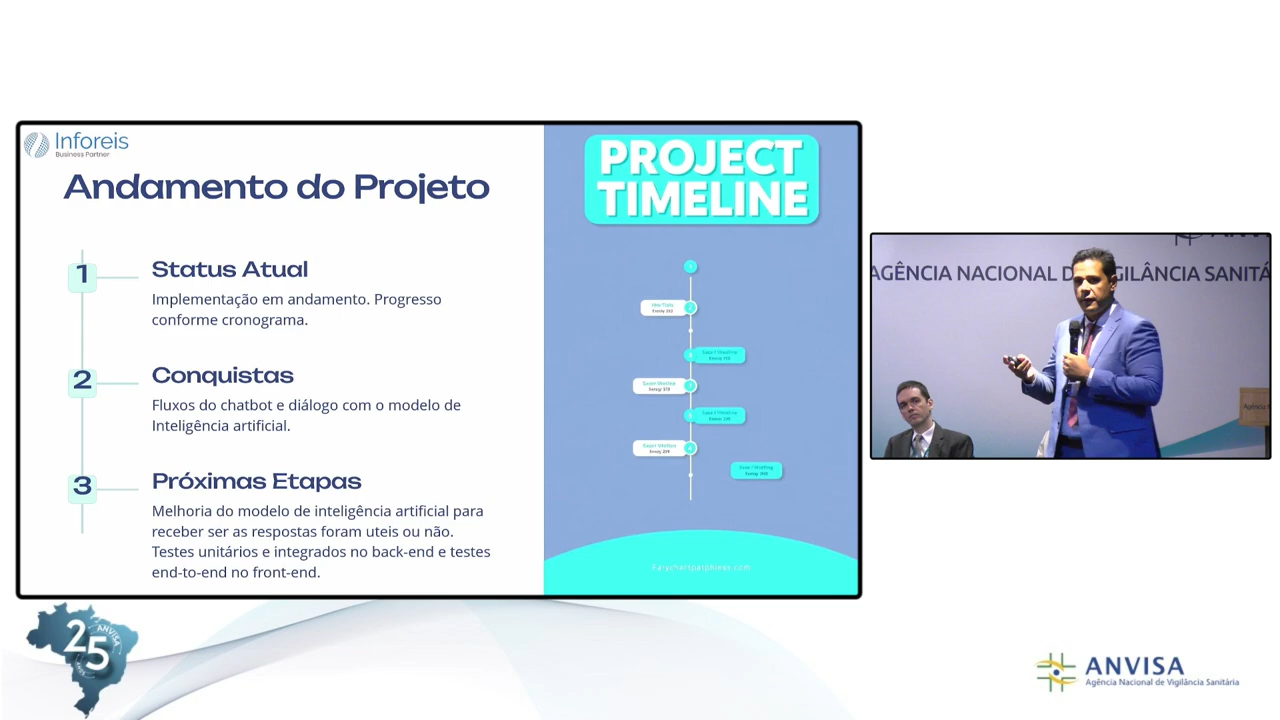 Inforeis
Business Partner
Andamento do Projeto
1
Status Atual
Implementação em andamento. Progresso
conforme cronograma.
2
Conquistas
Fluxos do chatbot e diálogo com o modelo de
Inteligência artificial.
3
Próximas Etapas
Melhoria do modelo de inteligência artificial para
receber ser as respostas foram uteis ou não.
Testes unitários e integrados no back-end e testes
end-to-end no front-end.
PROJECT
TIMELINE
ANVISA
AGÊNCIA NACIONAL D GILÂNCIA SANITÁ
25
ANVISA
ANVISA
Agência Nacional de Vigilância Sanitária